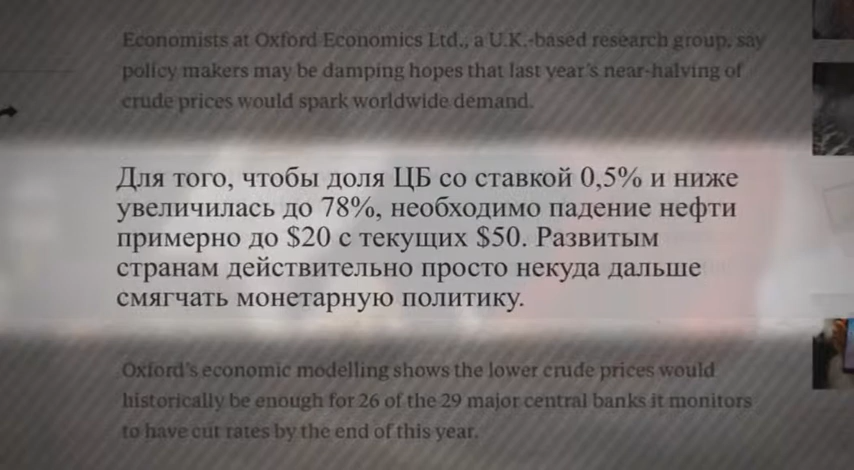 Economists at Oxford Economics Ltd., a U.K.-based research group, say
policy makers may be damping hopes that last year's near-halving of
crude prices would spark worldwide demand.
Для того, чтобы доля ЦБ со ставкой 0,5% и ниже
увеличилась до 78%, необходимо падение нефти
примерно до $20 с текущих $50. Развитым
странам действительно просто некуда дальше
смягчать монетарную политику.
Oxford's economic modelling shows the lower crude prices would
historically be enough for 26 of the 29 major central banks it monitors
to have cut rates by the end of this year.